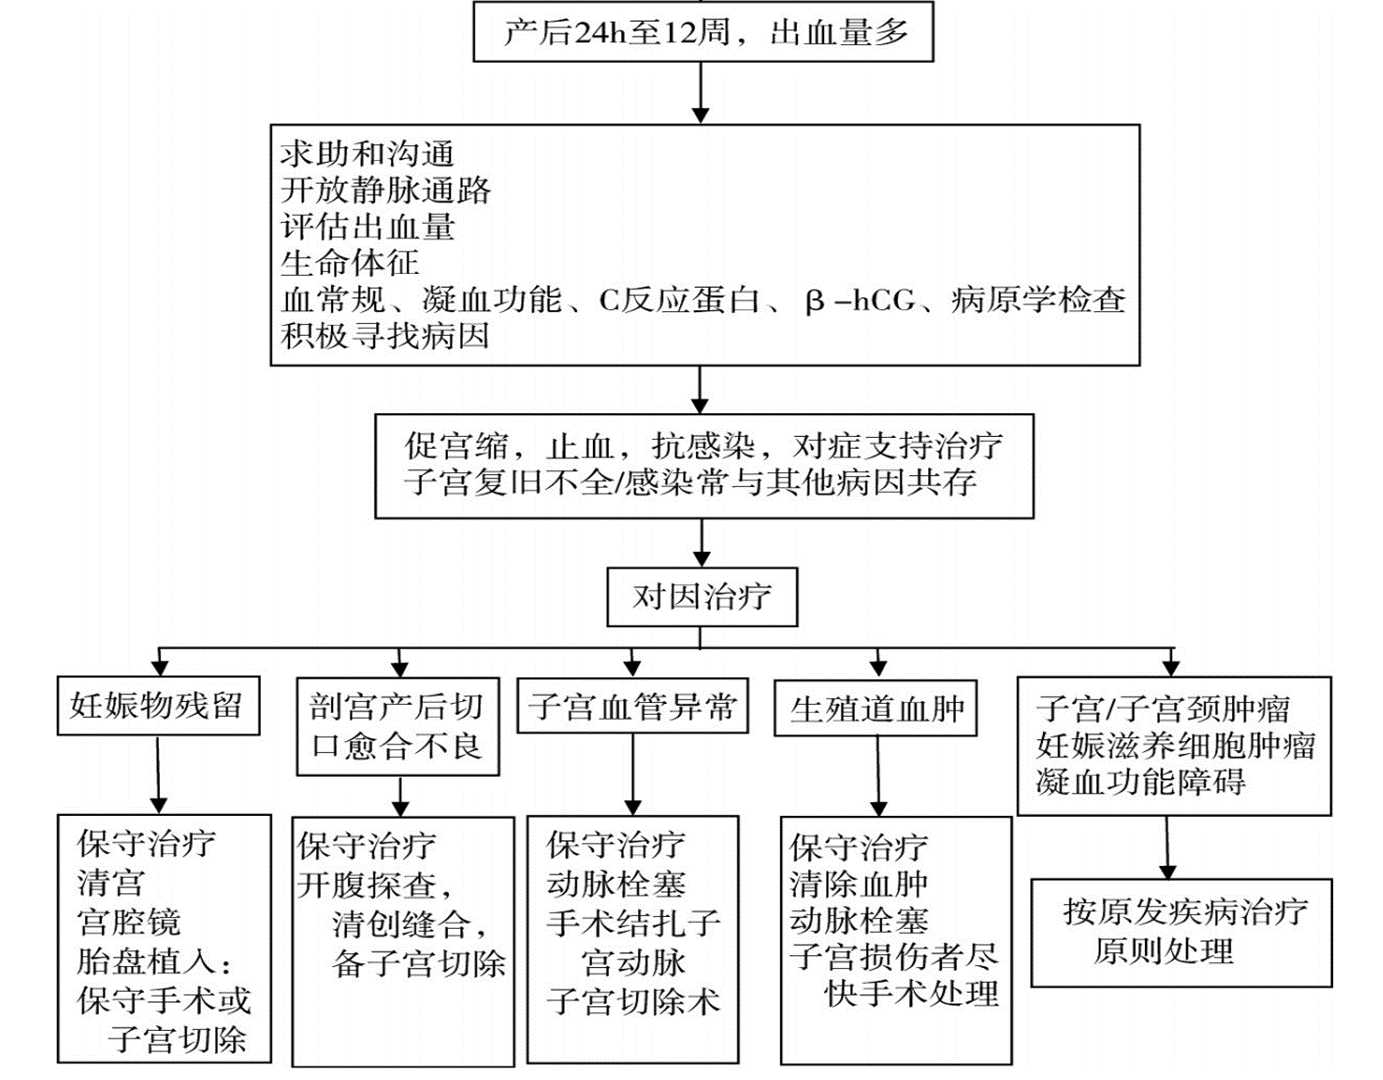 产后24h至12周，出血量多
求助和沟通
开放静脉通路
评估出血量
生命体征
血常规、凝血功能、C反应蛋白、β-hCG、病原学检查
积极寻找病因
促宫缩，止血，抗感染，对症支持治疗
子宫复旧不全/感染常与其他病因共存
对因治疗
妊娠物残留
剖宫产后切
口愈合不良
子宫血管异常
生殖道血肿
子宫/子宫颈肿瘤
妊娠滋养细胞肿瘤
凝血功能障碍
保守治疗
清宫
宫腔镜
胎盘植入：
保守手术或
子宫切除
保守治疗
开腹探查，
清创缝合，
备子宫切除
保守治疗
动脉栓塞
手术结扎子
宫动脉
子宫切除术
保守治疗
清除血肿
动脉栓塞
子宫损伤者尽
快手术处理
按原发疾病治疗
原则处理